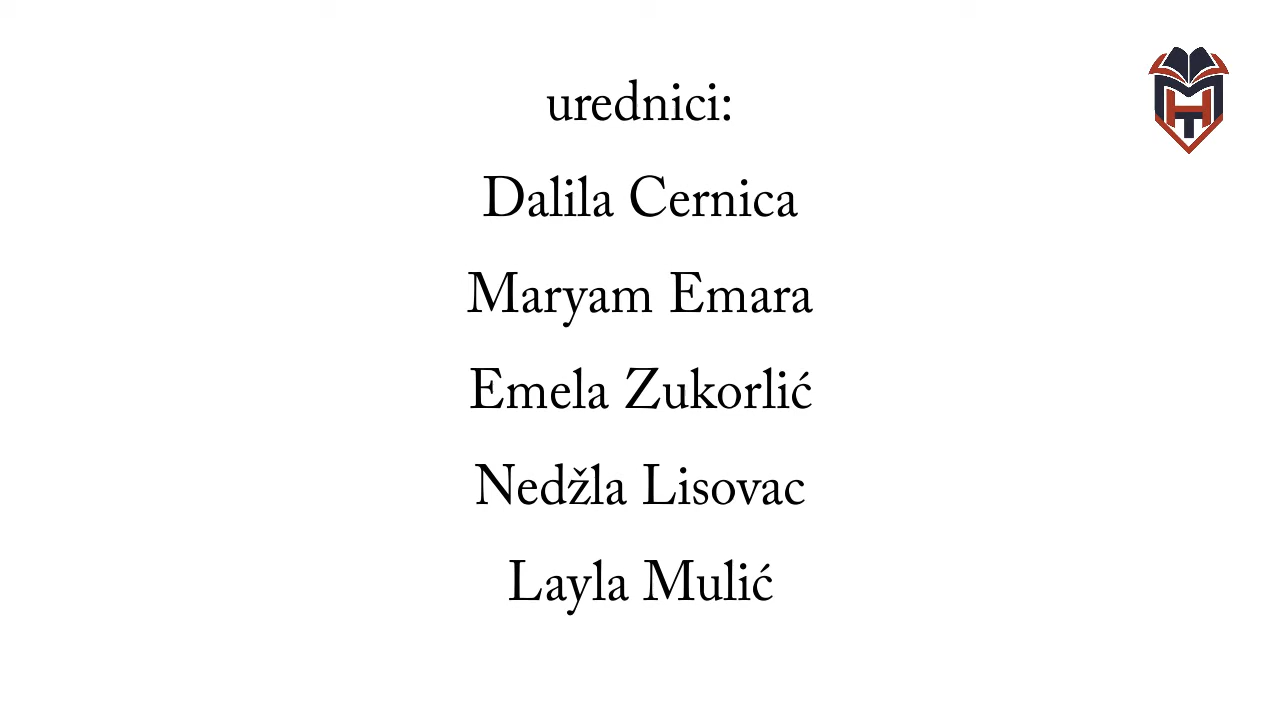 urednici:
Dalila Cernica
Maryam Emara
Emela Zukorlić
Nedžla Lisovac
Layla Mulić